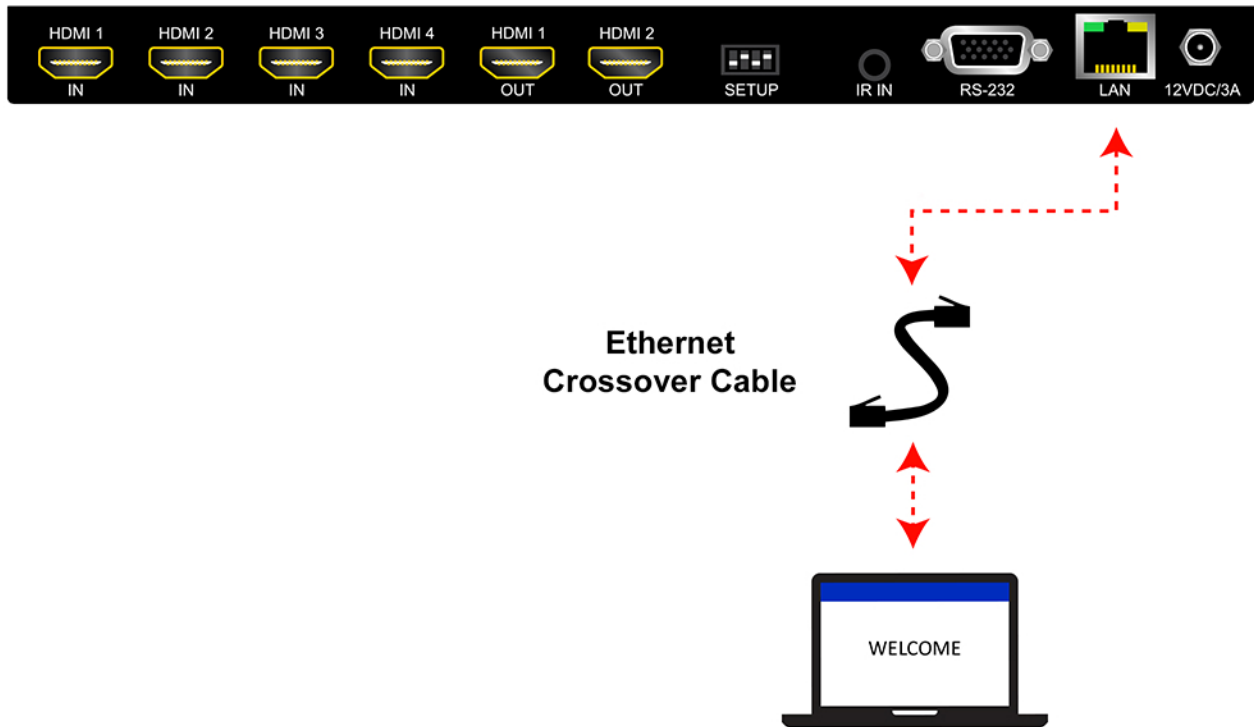 HDMI 1 HDMI 2 HDMI 3 HDMI 4 HDMI 1 HDMI 2
IN IN IN IN OUT OUT SETUP IR IN RS-232 LAN 12VDC/3A
Ethernet
Crossover Cable
WELCOME